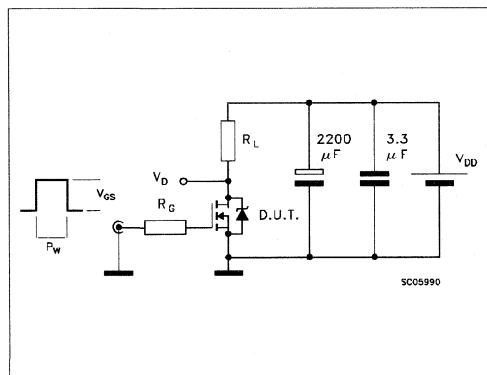 R_L
2200
μF
3.3
μF
V_DD
V_D
V_GS
R_G
D.U.T.
P_W
SC05990